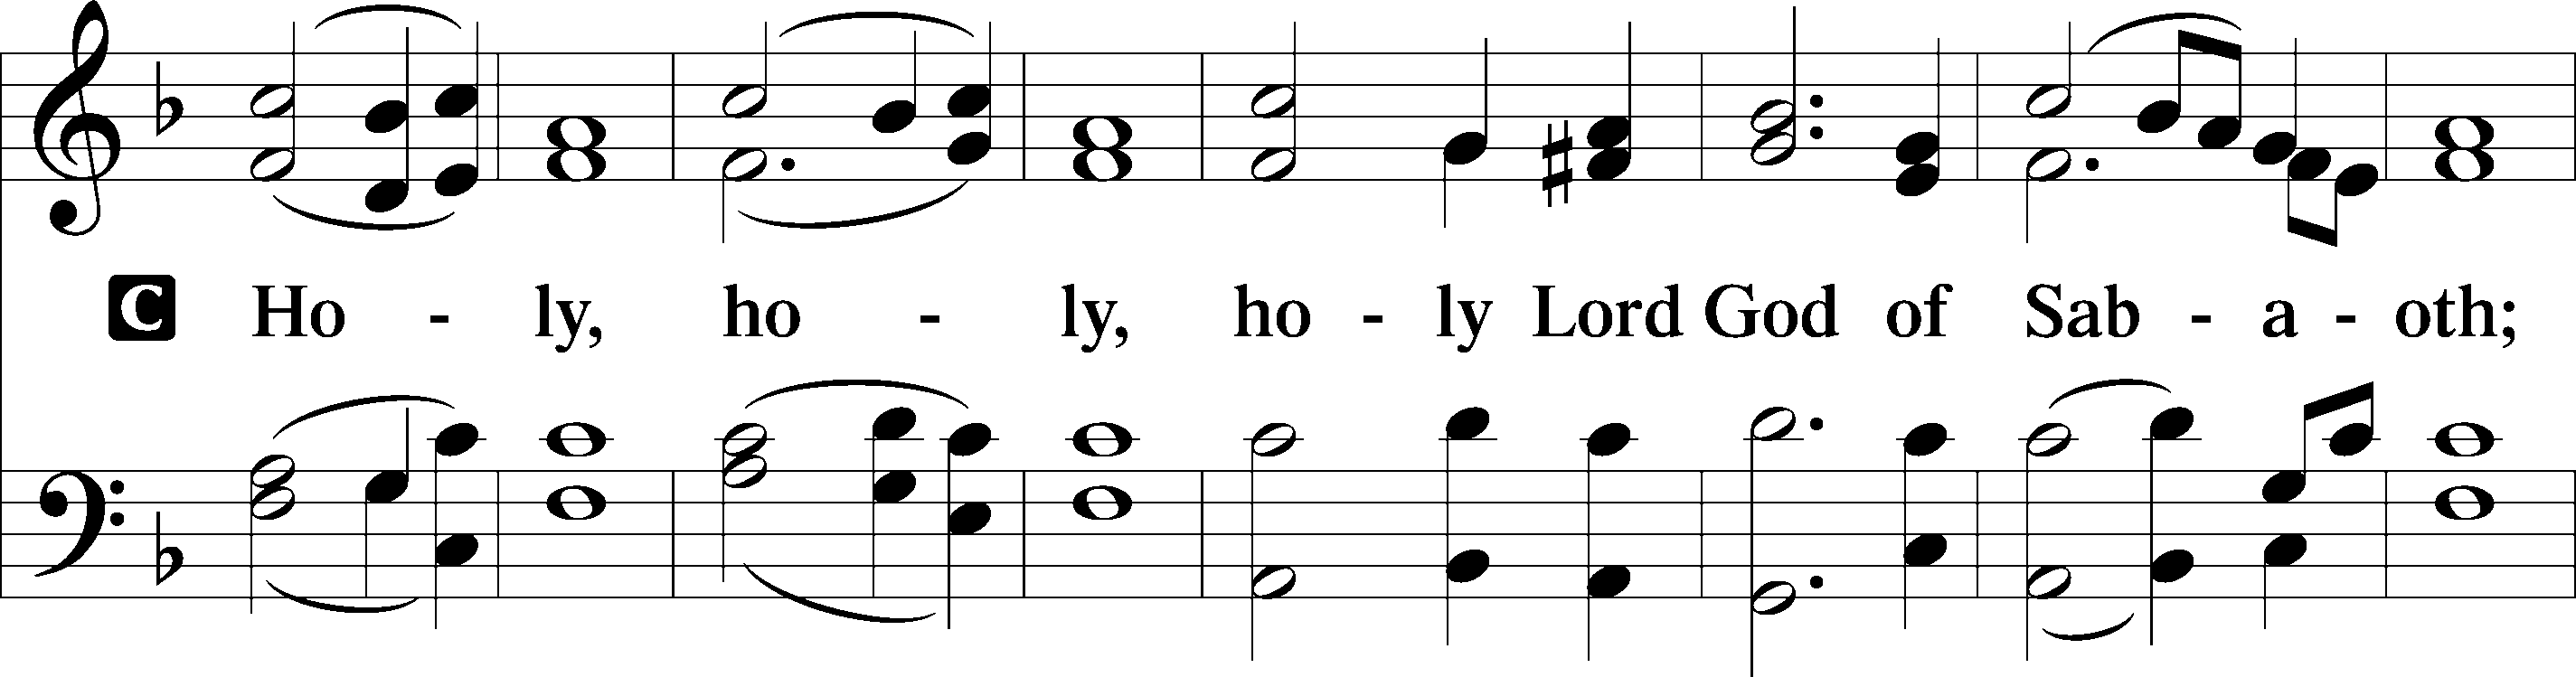 C Ho - ly, ho - ly, ho - ly Lord God of Sab - a - oth;